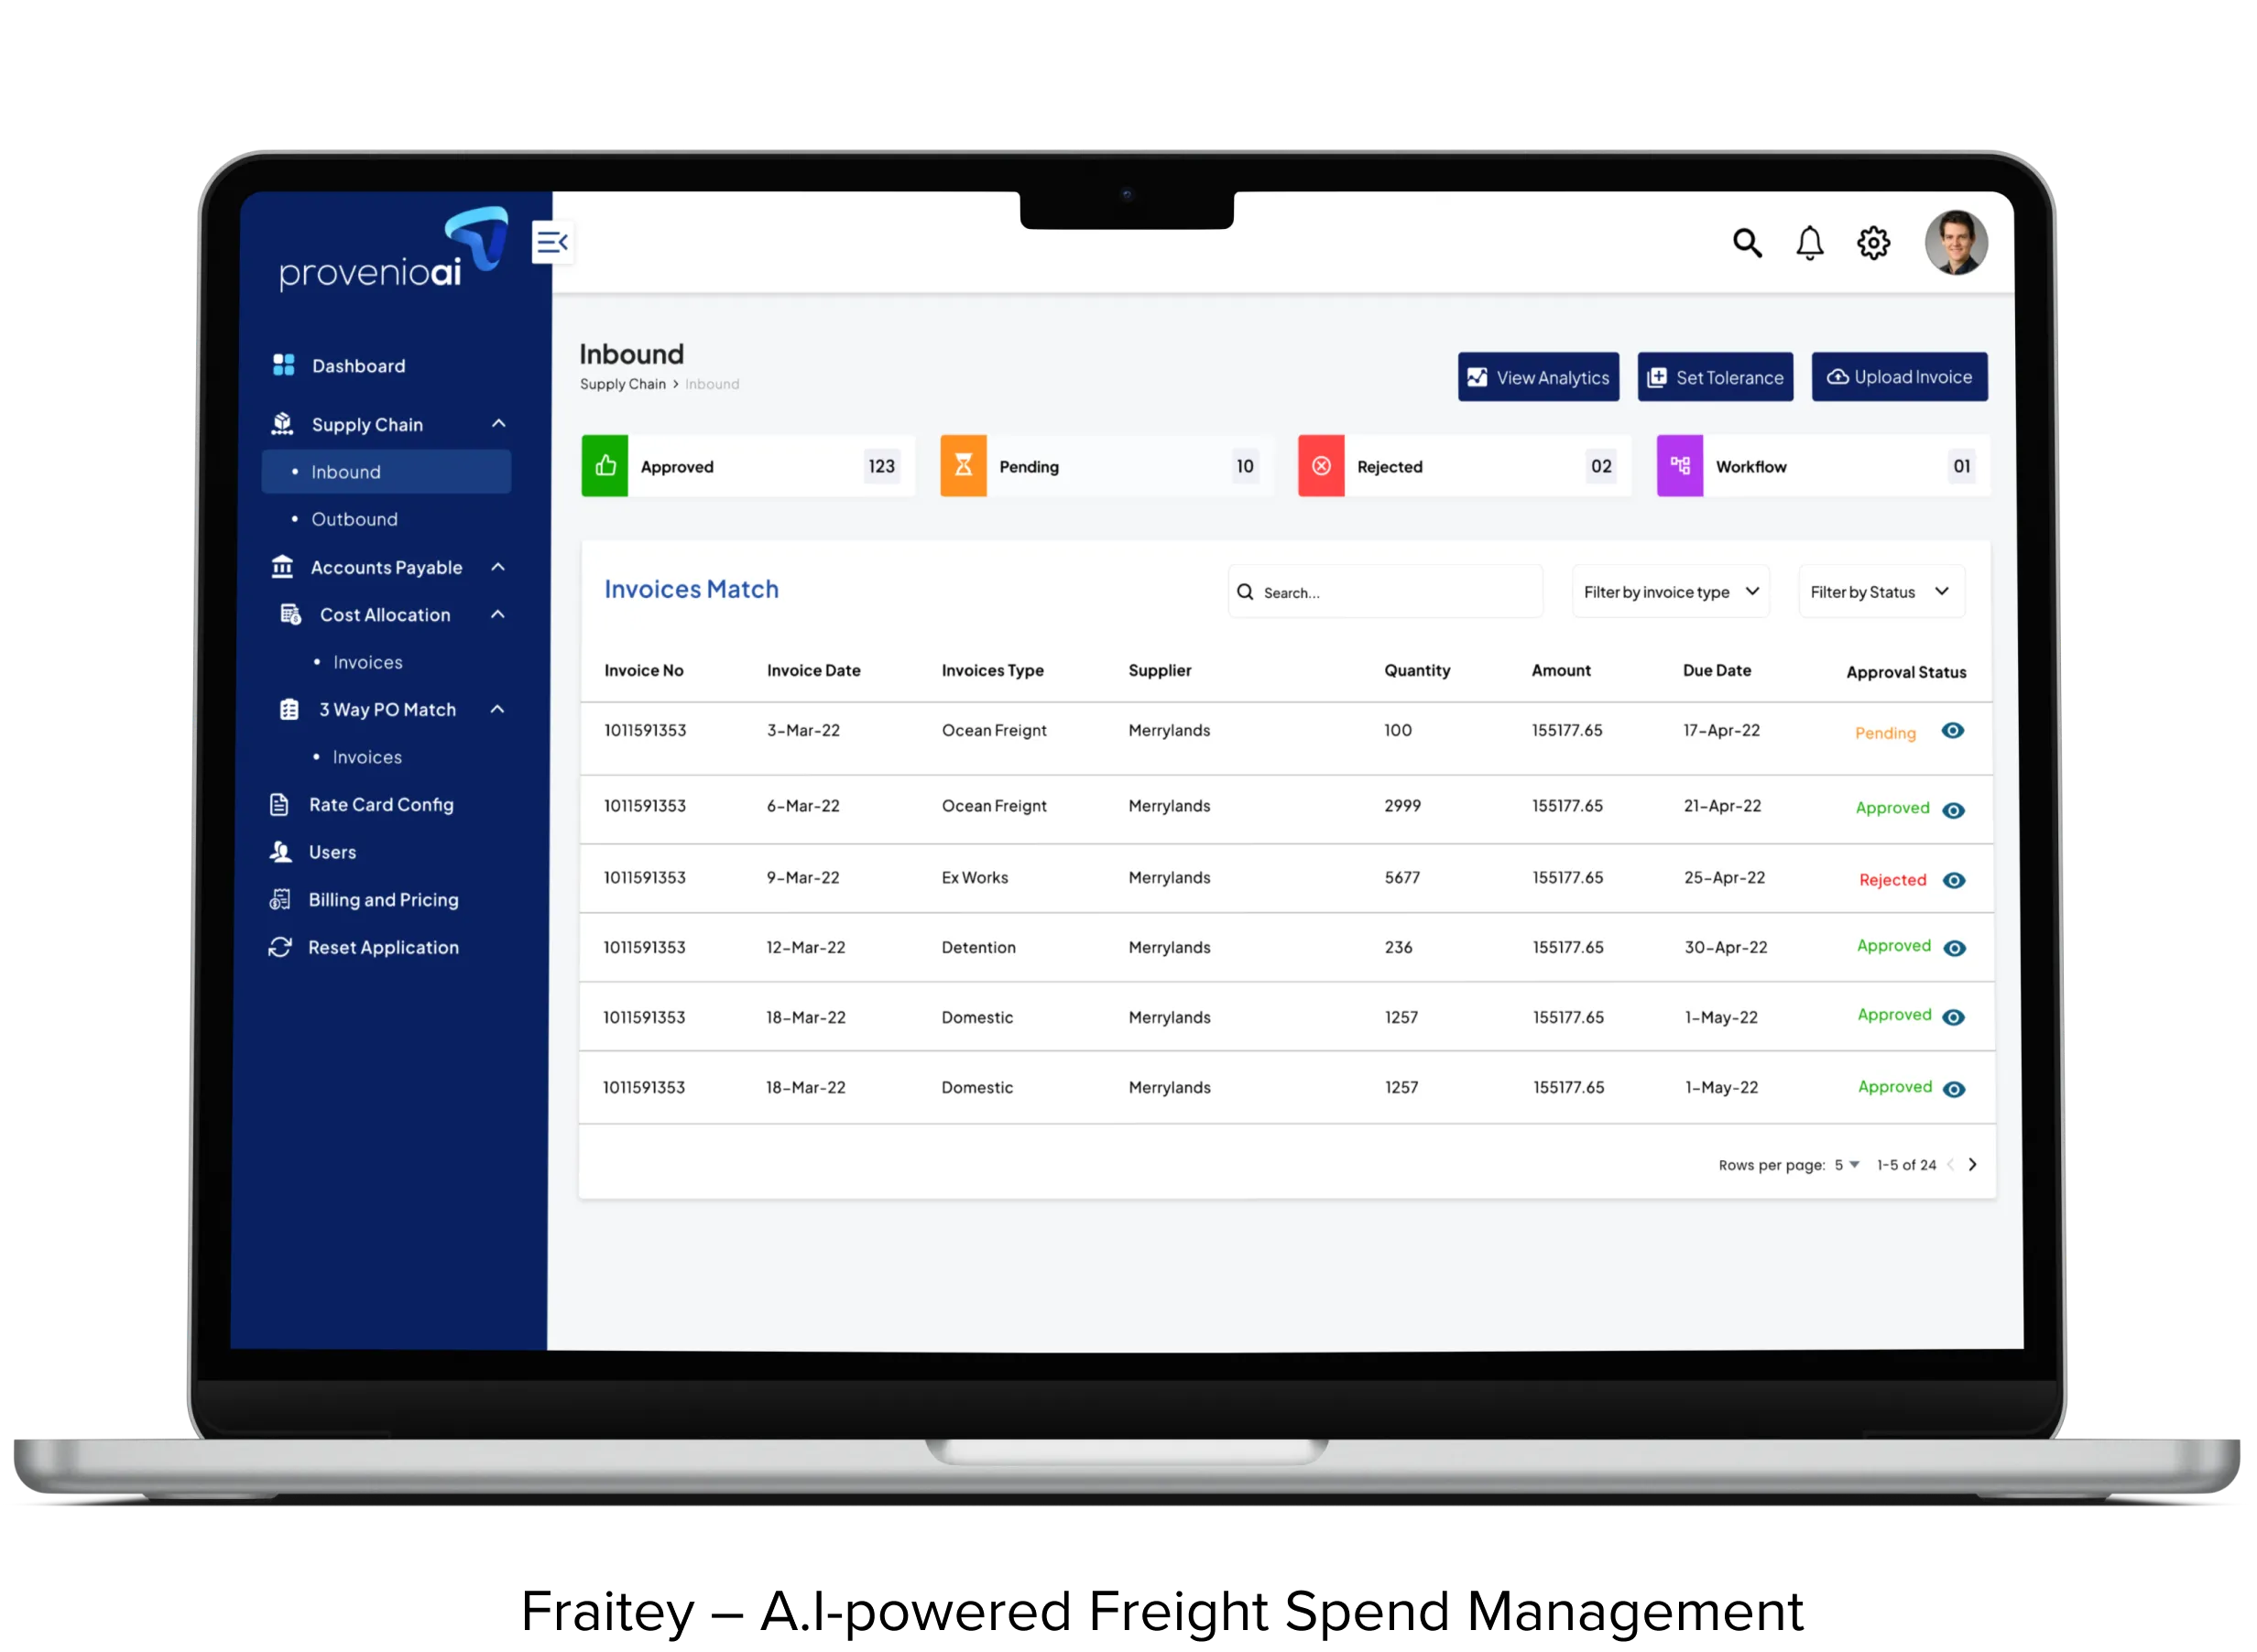 provenioai
Dashboard
Supply Chain
• Inbound
• Outbound
Accounts Payable
Cost Allocation
• Invoices
3 Way PO Match
• Invoices
Rate Card Config
Users
Billing and Pricing
Reset Application
Inbound
Supply Chain > Inbound
View Analytics
Set Tolerance
Upload Invoice
Approved 123
Pending 10
Rejected 02
Workflow 01
Invoices Match
Search...
Filter by invoice type
Filter by Status
Invoice No Invoice Date Invoices Type Supplier Quantity Amount Due Date Approval Status
1011591353 3-Mar-22 Ocean Freignt Merrylands 100 155177.65 17-Apr-22 Pending
1011591353 6-Mar-22 Ocean Freignt Merrylands 2999 155177.65 21-Apr-22 Approved
1011591353 9-Mar-22 Ex Works Merrylands 5677 155177.65 25-Apr-22 Rejected
1011591353 12-Mar-22 Detention Merrylands 236 155177.65 30-Apr-22 Approved
1011591353 18-Mar-22 Domestic Merrylands 1257 155177.65 1-May-22 Approved
1011591353 18-Mar-22 Domestic Merrylands 1257 155177.65 1-May-22 Approved
Rows per page: 5 1-5 of 24
Fraitey – A.I-powered Freight Spend Management